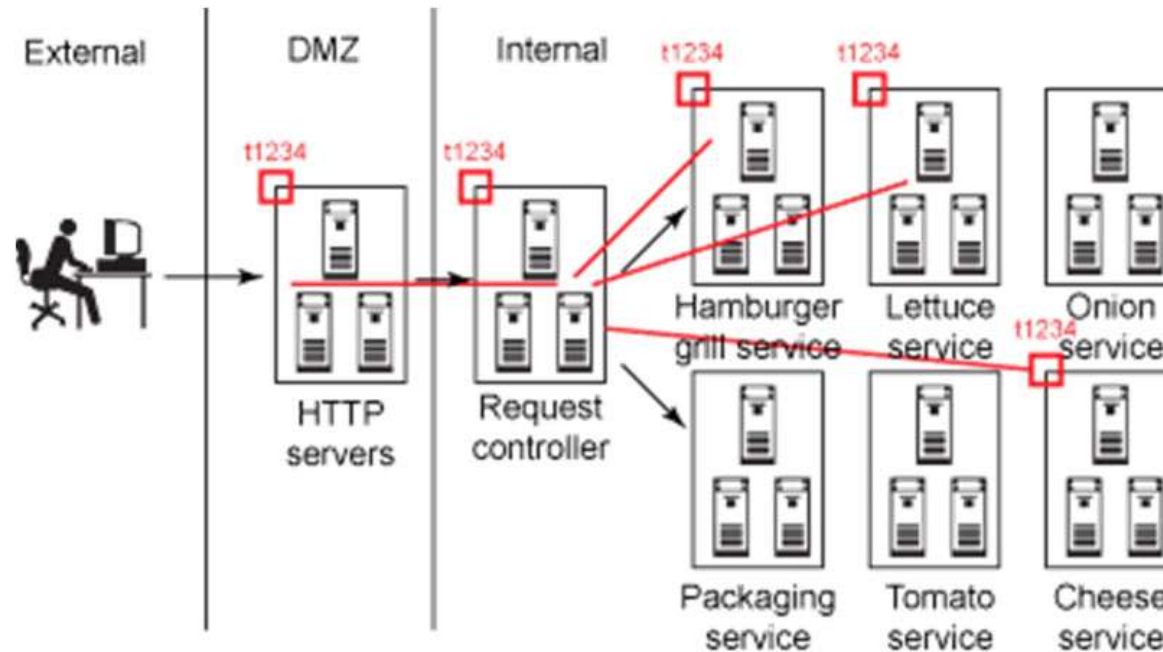 External
DMZ
Internal
t1234
t1234
t1234
t1234
HTTP
servers
Request
controller
Hamburger
grill service
Lettuce
service
Onion
service
t1234
Packaging
service
Tomato
service
Cheese
service